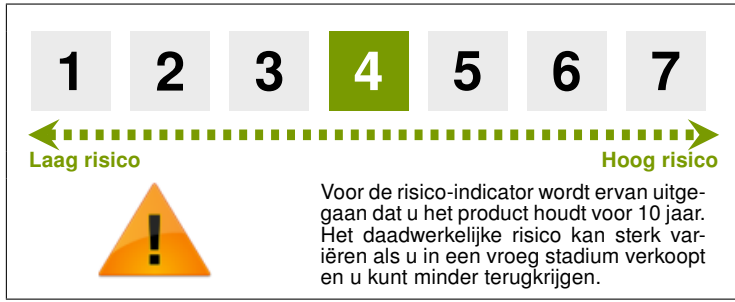 1 2 3 4 5 6 7
Laag risico Hoog risico
Voor de risico-indicator wordt ervan uitge-
gaan dat u het product houdt voor 10 jaar.
Het daadwerkelijke risico kan sterk var-
iëren als u in een vroeg stadium verkoopt
en u kunt minder terugkrijgen.